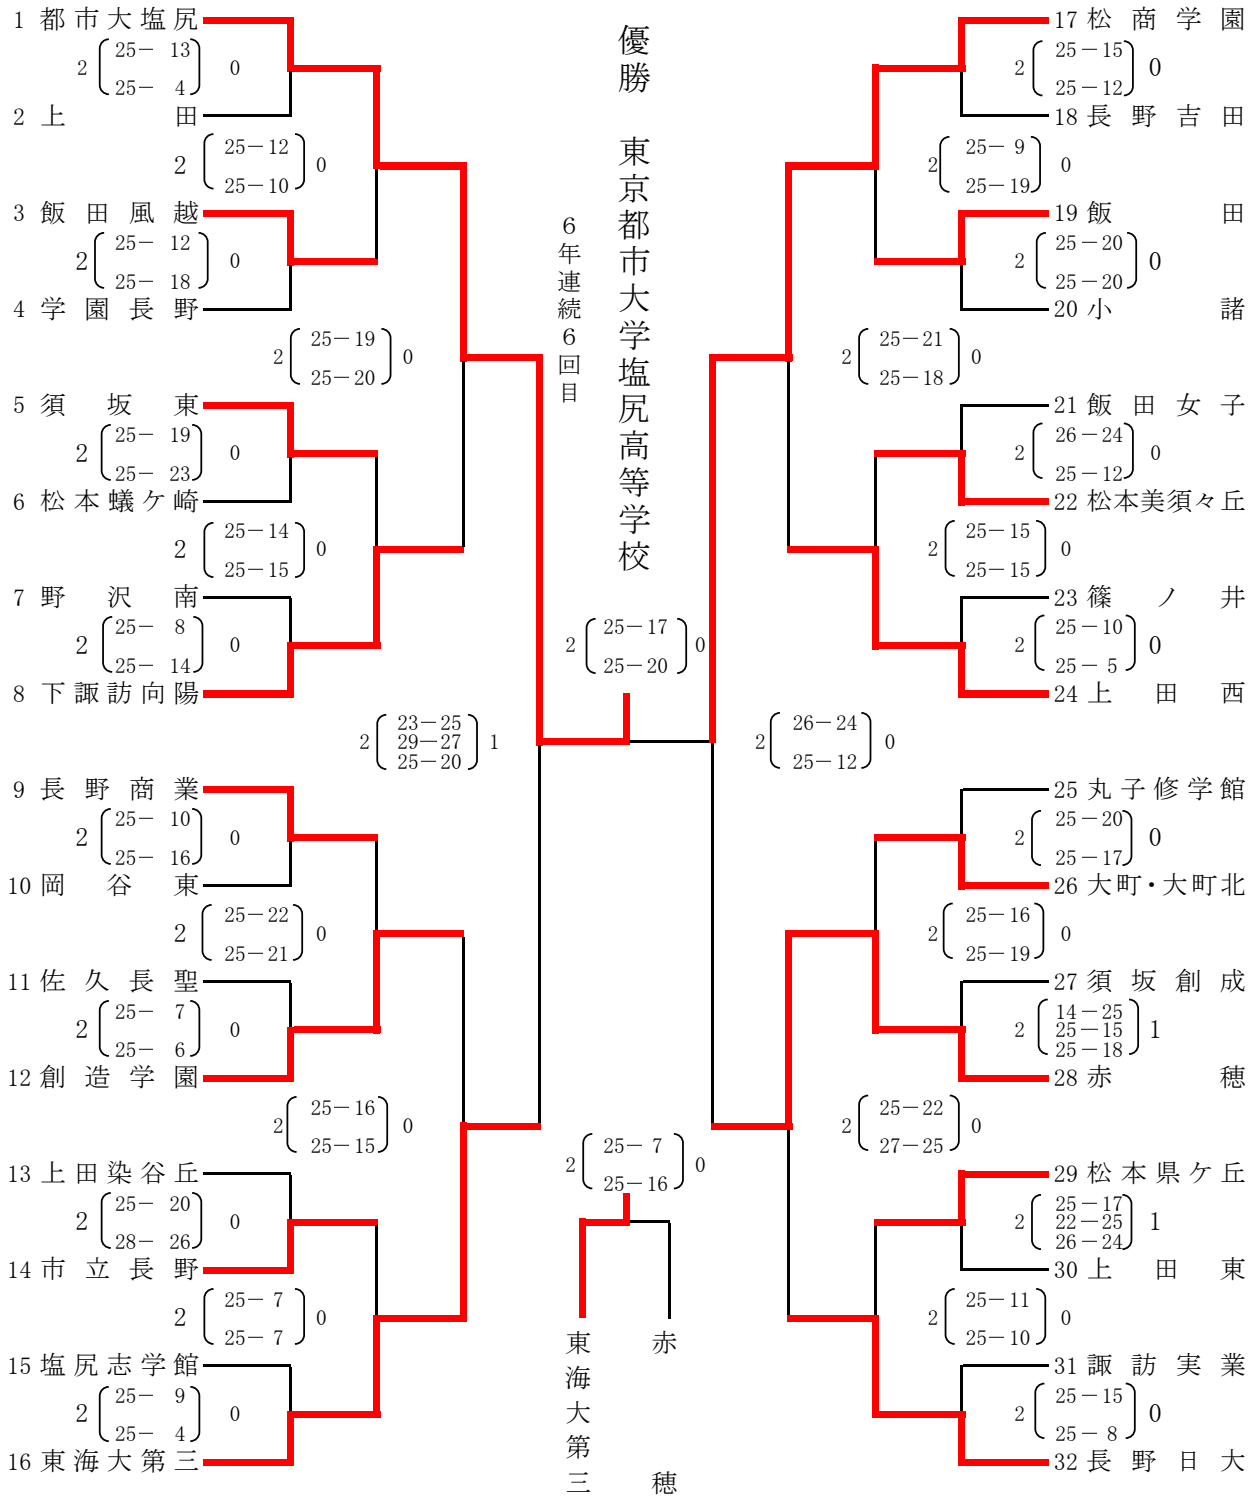 優勝 東京都市大学塩尻高等学校
6年連続6回目
1 都市大塩尻
2 25－ 13 0
25－ 4
2 上田
2 25－12 0
25－10
3 飯田風越
2 25－ 12 0
25－ 18
4 学園長野
2 25－19 0
25－20
5 須坂東
2 25－ 19 0
25－ 23
6 松本蟻ケ崎
2 25－14 0
25－15
7 野沢南
2 25－ 8 0
25－ 14
8 下諏訪向陽
2 23－25 1
29－27
25－20
9 長野商業
2 25－ 10 0
25－ 16
10 岡谷東
2 25－22 0
25－21
11 佐久長聖
2 25－ 7 0
25－ 6
12 創造学園
2 25－16 0
25－15
13 上田染谷丘
2 25－ 20 0
28－ 26
14 市立長野
2 25－ 7 0
25－ 7
15 塩尻志学館
2 25－ 9 0
25－ 4
16 東海大第三
2 25－17 0
25－20
2 25－ 7 0
25－16
東海大第三
赤穂
17 松商学園
2 25－15 0
25－12
18 長野吉田
2 25－ 9 0
25－19
19 飯田
2 25－20 0
25－20
20 小諸
2 25－21 0
25－18
21 飯田女子
2 26－24 0
25－12
22 松本美須々丘
2 25－15 0
25－15
23 篠ノ井
2 25－10 0
25－ 5
24 上田西
2 26－24 0
25－12
25 丸子修学館
2 25－20 0
25－17
26 大町・大町北
2 25－16 0
25－19
27 須坂創成
2 14－25 1
25－15
25－18
28 赤穂
2 25－22 0
27－25
29 松本県ケ丘
2 25－17 1
22－25
26－24
30 上田東
2 25－11 0
25－10
31 諏訪実業
2 25－15 0
25－ 8
32 長野日大